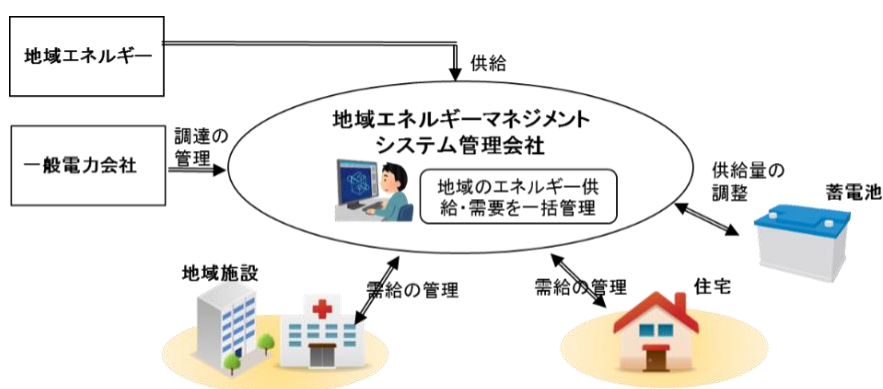 地域エネルギー
供給
地域エネルギーマネジメント
システム管理会社
一般電力会社
調達の
管理
地域のエネルギー供
給・需要を一括管理
供給量の
調整
蓄電池
地域施設
需給の管理
需給の管理
住宅